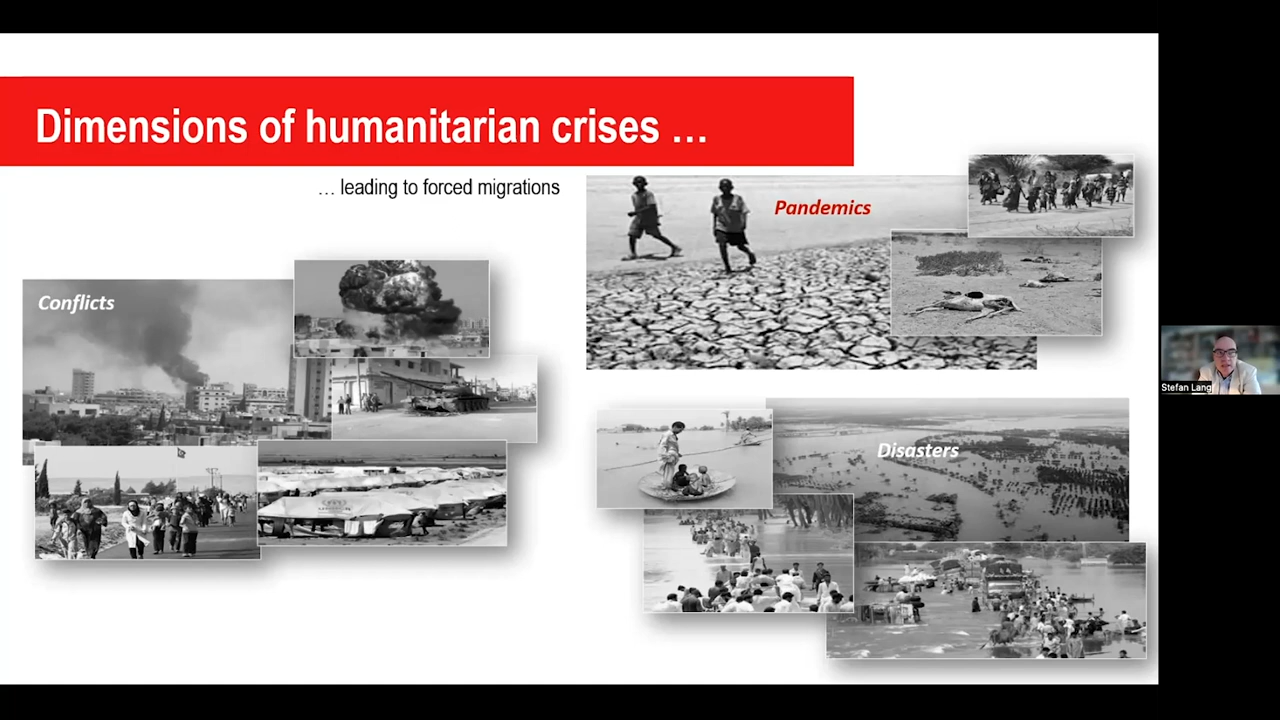 Dimensions of humanitarian crises …
… leading to forced migrations
Conflicts
Pandemics
Disasters
Stefan Lang